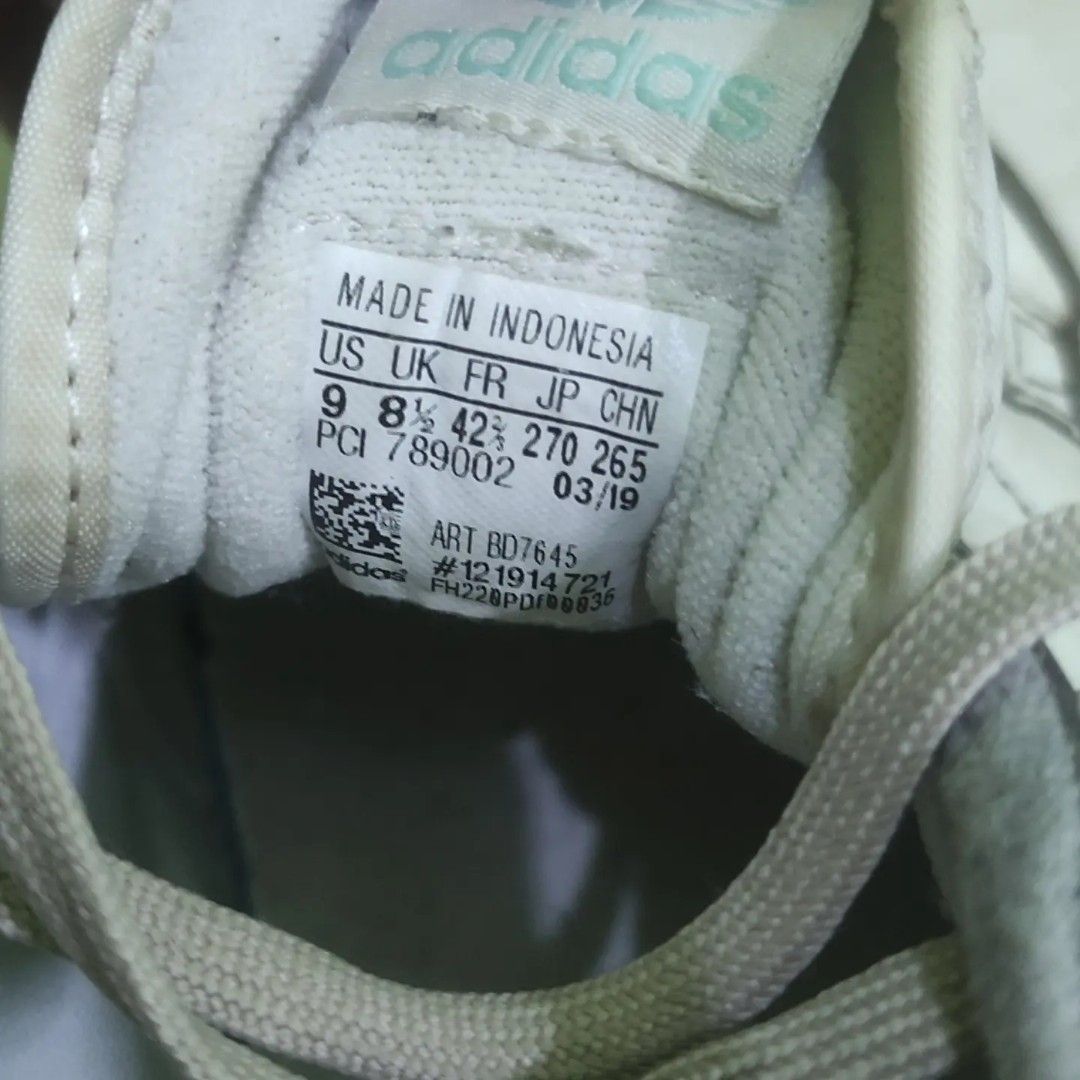 adidas
MADE IN INDONESIA
US UK FR JP CHN
9 8½ 42⅔ 270 265
PCI 789002 03/19
ART BD7645
#121914721
adidas